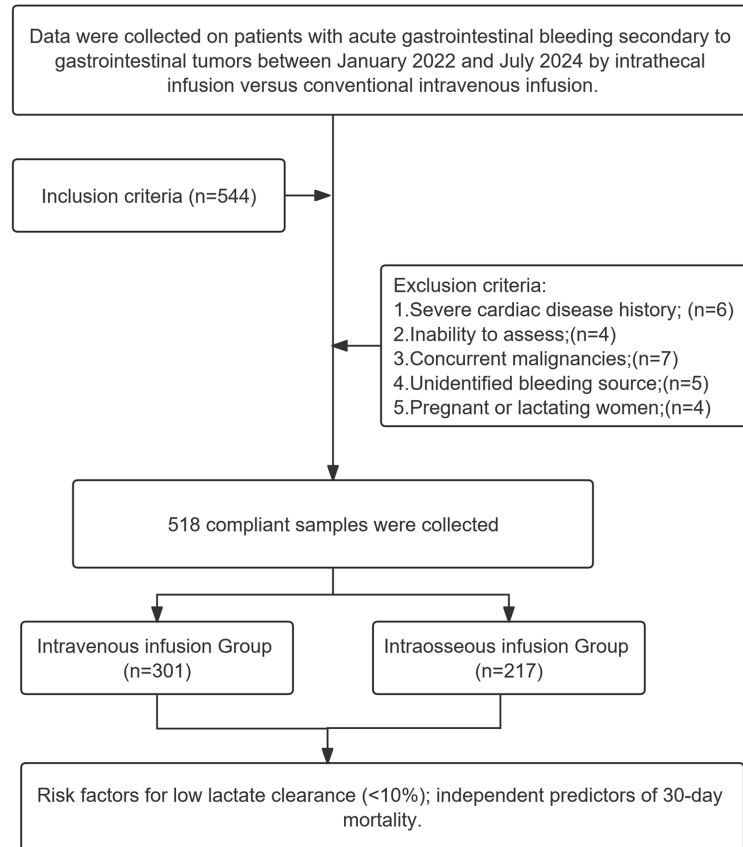 Data were collected on patients with acute gastrointestinal bleeding secondary to
gastrointestinal tumors between January 2022 and July 2024 by intrathecal
infusion versus conventional intravenous infusion.
Inclusion criteria (n=544)
Exclusion criteria:
1.Severe cardiac disease history; (n=6)
2.Inability to assess;(n=4)
3.Concurrent malignancies;(n=7)
4.Unidentified bleeding source;(n=5)
5.Pregnant or lactating women;(n=4)
518 compliant samples were collected
Intravenous infusion Group
(n=301)
Intraosseous infusion Group
(n=217)
Risk factors for low lactate clearance (<10%); independent predictors of 30-day
mortality.